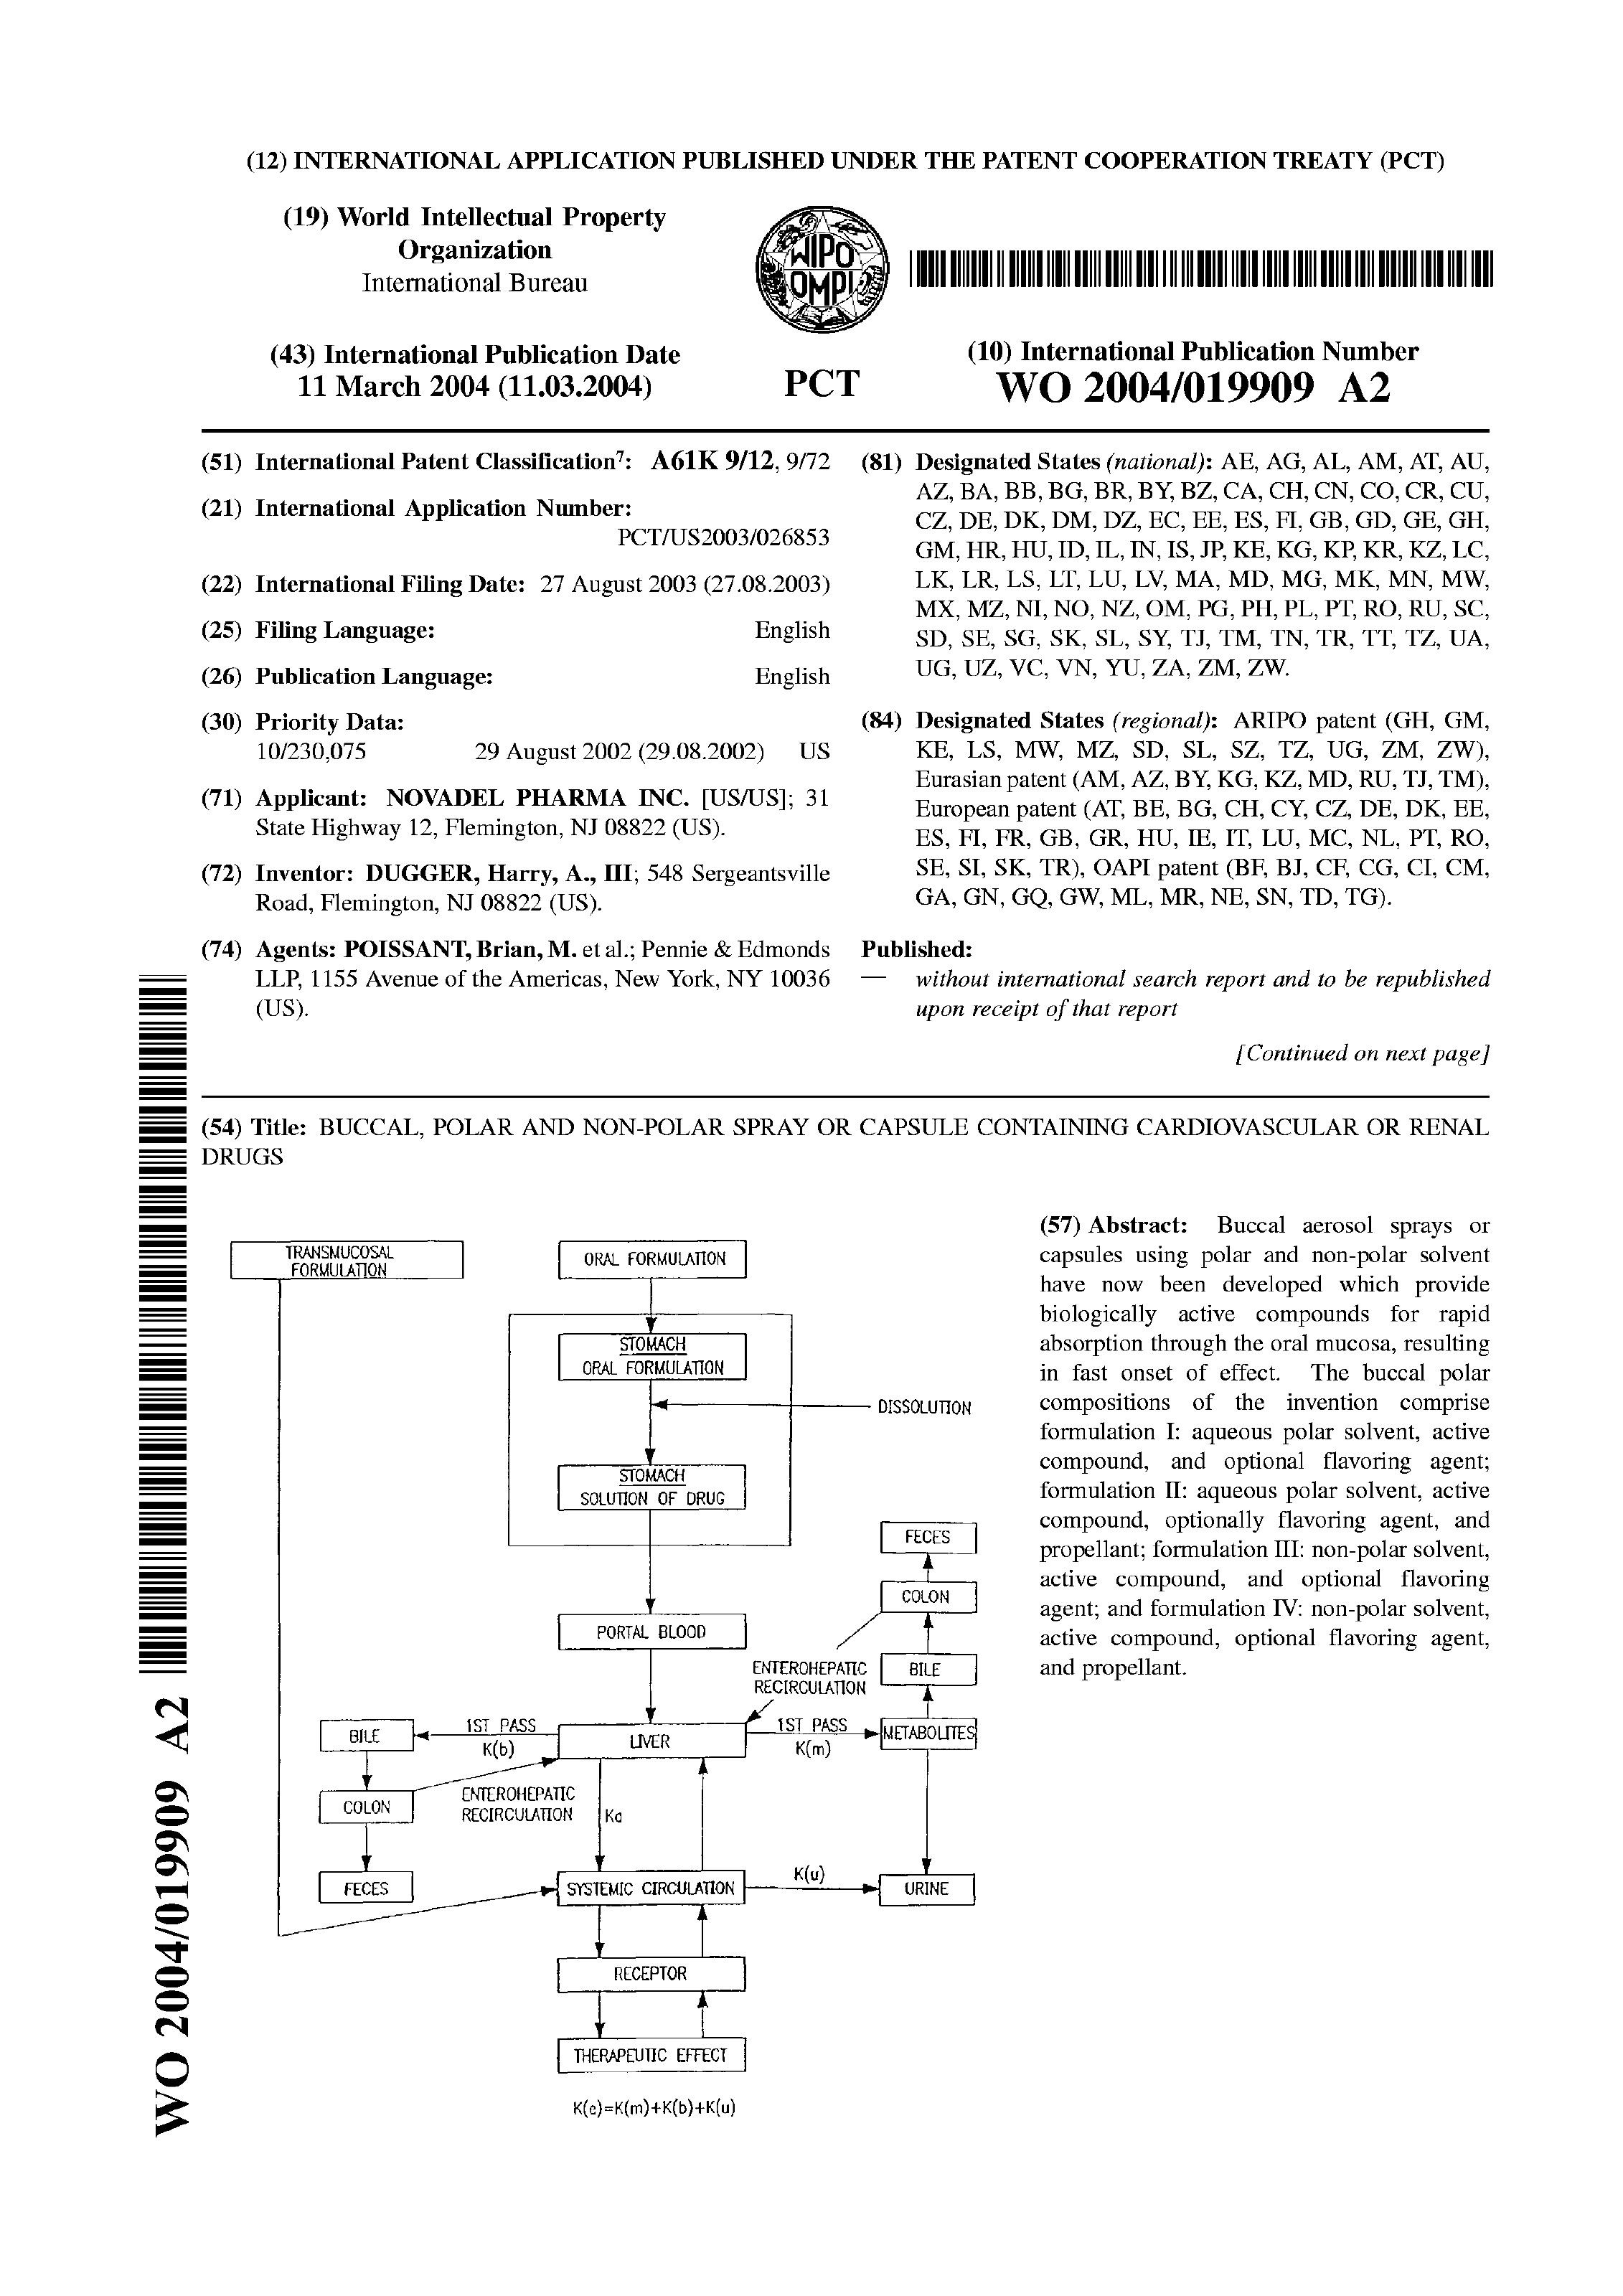 (12) INTERNATIONAL APPLICATION PUBLISHED UNDER THE PATENT COOPERATION TREATY (PCT)
(19) World Intellectual Property
Organization
International Bureau
WIPO
OMPI
(43) International Publication Date
11 March 2004 (11.03.2004)
PCT
(10) International Publication Number
WO 2004/019909 A2
(51) International Patent Classification7: A61K 9/12, 9/72
(21) International Application Number:
PCT/US2003/026853
(22) International Filing Date: 27 August 2003 (27.08.2003)
(25) Filing Language: English
(26) Publication Language: English
(30) Priority Data:
10/230,075 29 August 2002 (29.08.2002) US
(71) Applicant: NOVADEL PHARMA INC. [US/US]; 31
State Highway 12, Flemington, NJ 08822 (US).
(72) Inventor: DUGGER, Harry, A., III; 548 Sergeantsville
Road, Flemington, NJ 08822 (US).
(74) Agents: POISSANT, Brian, M. et al.; Pennie & Edmonds
LLP, 1155 Avenue of the Americas, New York, NY 10036
(US).
(81) Designated States (national): AE, AG, AL, AM, AT, AU,
AZ, BA, BB, BG, BR, BY, BZ, CA, CH, CN, CO, CR, CU,
CZ, DE, DK, DM, DZ, EC, EE, ES, FI, GB, GD, GE, GH,
GM, HR, HU, ID, IL, IN, IS, JP, KE, KG, KP, KR, KZ, LC,
LK, LR, LS, LT, LU, LV, MA, MD, MG, MK, MN, MW,
MX, MZ, NI, NO, NZ, OM, PG, PH, PL, PT, RO, RU, SC,
SD, SE, SG, SK, SL, SY, TJ, TM, TN, TR, TT, TZ, UA,
UG, UZ, VC, VN, YU, ZA, ZM, ZW.
(84) Designated States (regional): ARIPO patent (GH, GM,
KE, LS, MW, MZ, SD, SL, SZ, TZ, UG, ZM, ZW),
Eurasian patent (AM, AZ, BY, KG, KZ, MD, RU, TJ, TM),
European patent (AT, BE, BG, CH, CY, CZ, DE, DK, EE,
ES, FI, FR, GB, GR, HU, IE, IT, LU, MC, NL, PT, RO,
SE, SI, SK, TR), OAPI patent (BF, BJ, CF, CG, CI, CM,
GA, GN, GQ, GW, ML, MR, NE, SN, TD, TG).
Published:
— without international search report and to be republished
upon receipt of that report
[Continued on next page]
(54) Title: BUCCAL, POLAR AND NON-POLAR SPRAY OR CAPSULE CONTAINING CARDIOVASCULAR OR RENAL
DRUGS
TRANSMUCOSAL
FORMULATION
ORAL FORMULATION
STOMACH
ORAL FORMULATION
DISSOLUTION
STOMACH
SOLUTION OF DRUG
FECES
COLON
PORTAL BLOOD
ENTEROHEPATIC
RECIRCULATION
BILE
BILE
1ST PASS
K(b)
LIVER
1ST PASS
K(m)
METABOLITES
COLON
ENTEROHEPATIC
RECIRCULATION
Ka
FECES
SYSTEMIC CIRCULATION
K(u)
URINE
RECEPTOR
THERAPEUTIC EFFECT
K(e)=K(m)+K(b)+K(u)
(57) Abstract: Buccal aerosol sprays or
capsules using polar and non-polar solvent
have now been developed which provide
biologically active compounds for rapid
absorption through the oral mucosa, resulting
in fast onset of effect. The buccal polar
compositions of the invention comprise
formulation I: aqueous polar solvent, active
compound, and optional flavoring agent;
formulation II: aqueous polar solvent, active
compound, optionally flavoring agent, and
propellant; formulation III: non-polar solvent,
active compound, and optional flavoring
agent; and formulation IV: non-polar solvent,
active compound, optional flavoring agent,
and propellant.
WO 2004/019909 A2